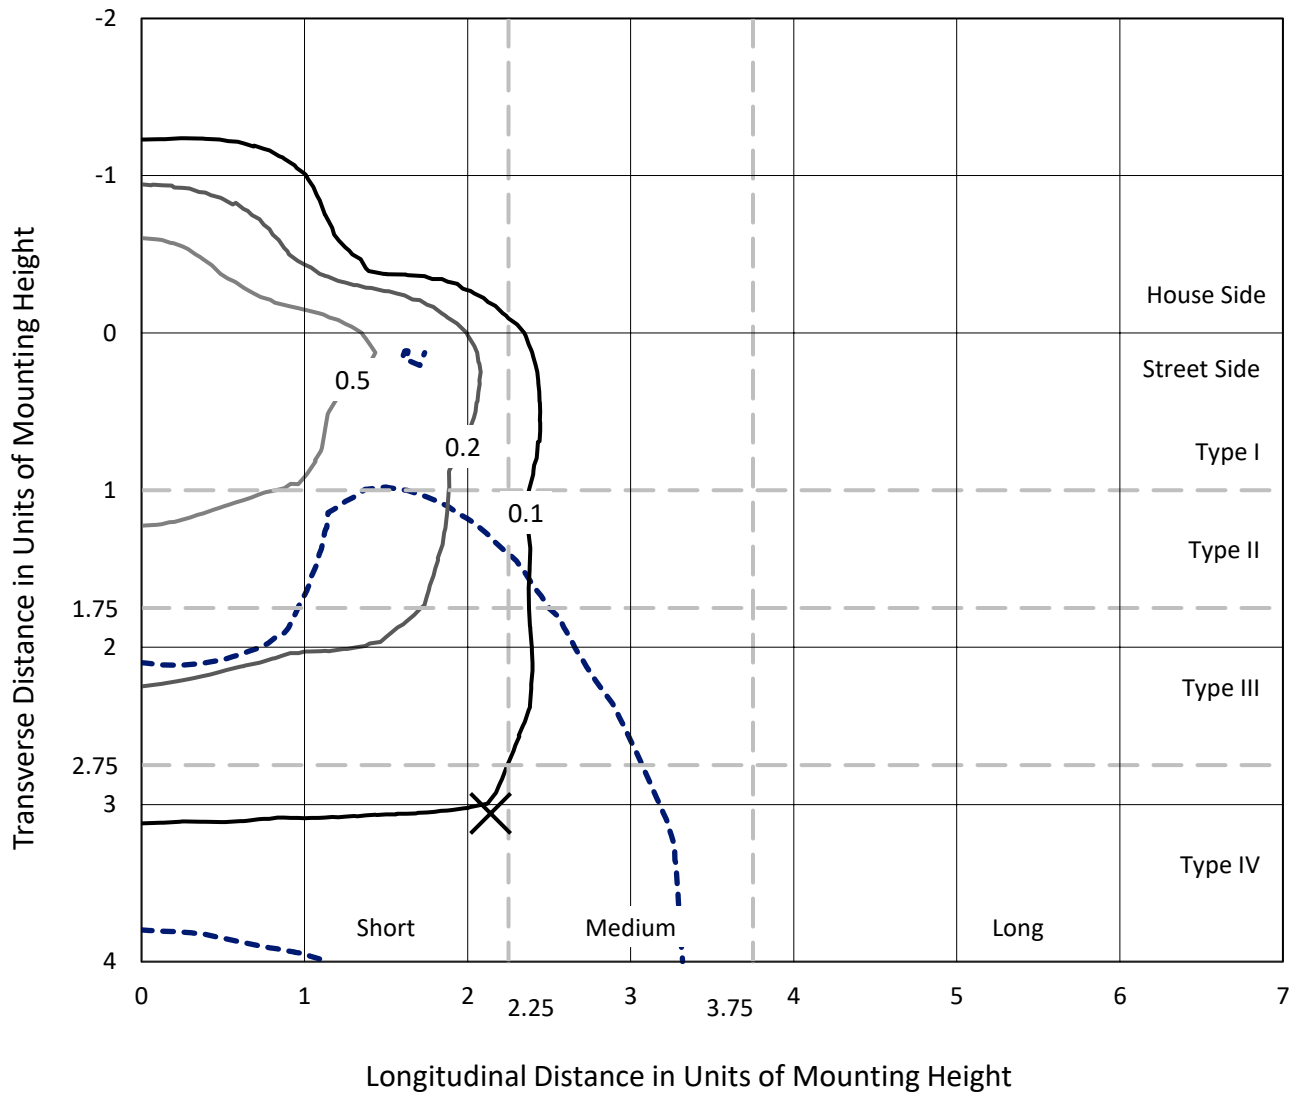 -2
-1
House Side
0
Street Side
0.5
0.2
Type I
1
0.1
Type II
1.75
2
Type III
2.75
3
Type IV
Short
Medium
Long
4
0
1
2
2.25
3
3.75
4
5
6
7
Transverse Distance in Units of Mounting Height
Longitudinal Distance in Units of Mounting Height